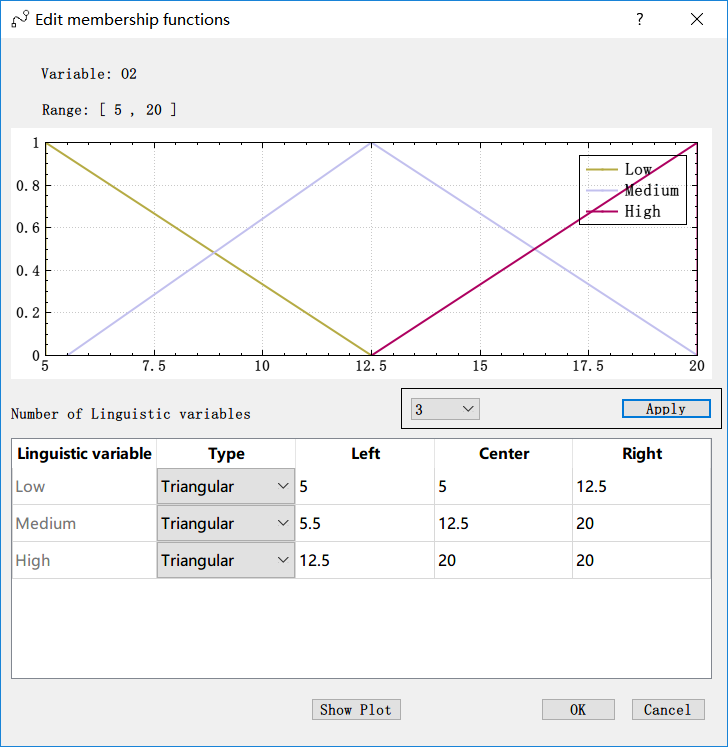 Edit membership functions
?
Variable: O2
Range: [ 5 , 20 ]
1
0.8
0.6
0.4
0.2
0
5 7.5 10 12.5 15 17.5 20
Low
Medium
High
Number of Linguistic variables 3 Apply
Linguistic variable Type Left Center Right
Low Triangular 5 5 12.5
Medium Triangular 5.5 12.5 20
High Triangular 12.5 20 20
Show Plot OK Cancel